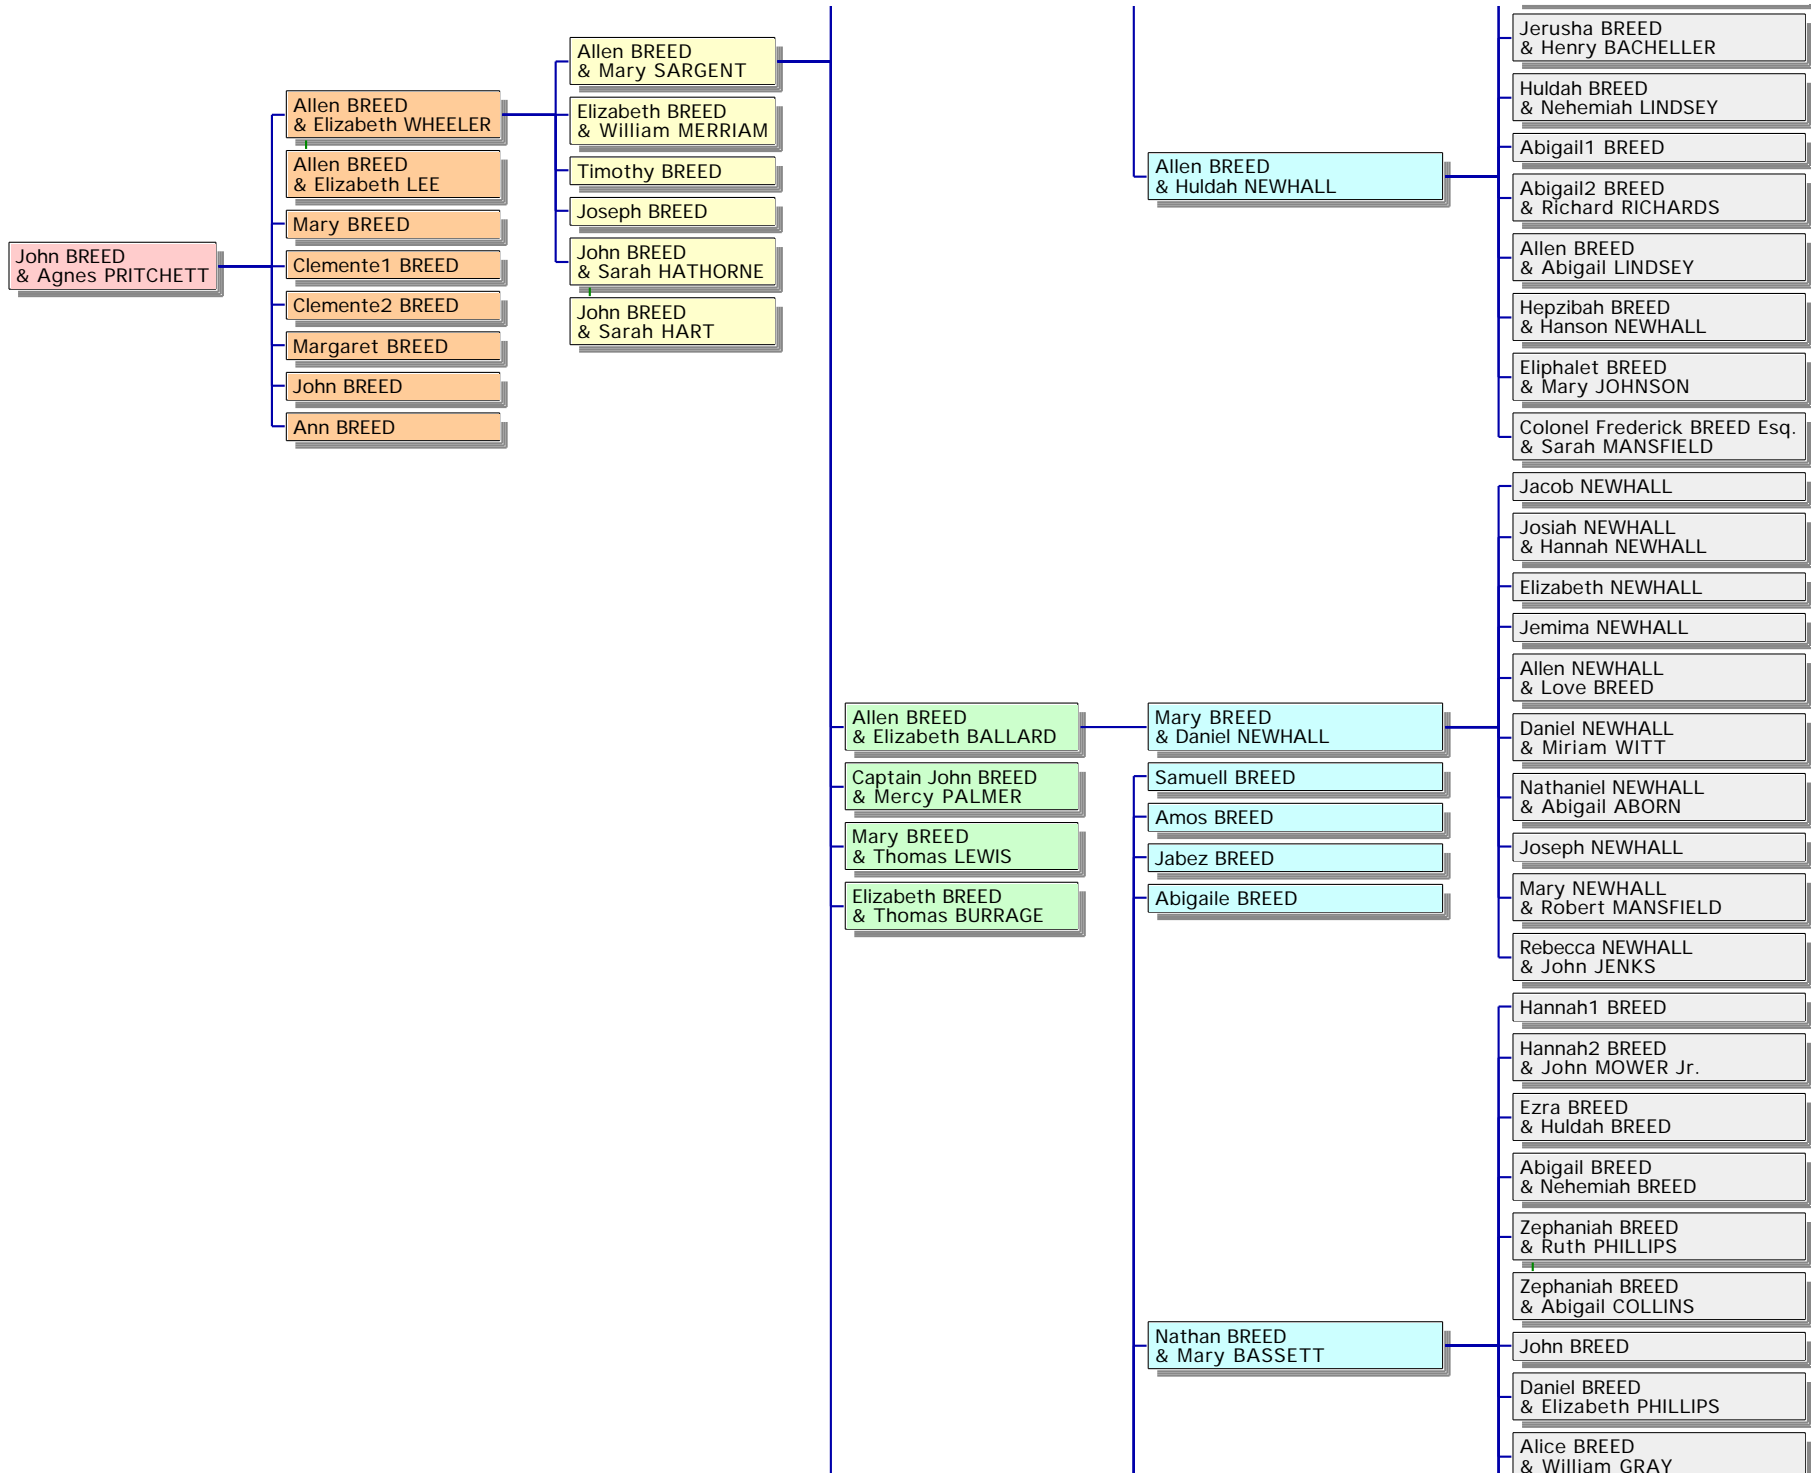 John BREED
& Agnes PRITCHETT
Allen BREED
& Elizabeth WHEELER
Allen BREED
& Elizabeth LEE
Mary BREED
Clemente1 BREED
Clemente2 BREED
Margaret BREED
John BREED
Ann BREED
Allen BREED
& Mary SARGENT
Elizabeth BREED
& William MERRIAM
Timothy BREED
Joseph BREED
John BREED
& Sarah HATHORNE
John BREED
& Sarah HART
Allen BREED
& Elizabeth BALLARD
Captain John BREED
& Mercy PALMER
Mary BREED
& Thomas LEWIS
Elizabeth BREED
& Thomas BURRAGE
Allen BREED
& Huldah NEWHALL
Mary BREED
& Daniel NEWHALL
Samuell BREED
Amos BREED
Jabez BREED
Abigaile BREED
Nathan BREED
& Mary BASSETT
Jerusha BREED
& Henry BACHELLER
Huldah BREED
& Nehemiah LINDSEY
Abigail1 BREED
Abigail2 BREED
& Richard RICHARDS
Allen BREED
& Abigail LINDSEY
Hepzibah BREED
& Hanson NEWHALL
Eliphalet BREED
& Mary JOHNSON
Colonel Frederick BREED Esq.
& Sarah MANSFIELD
Jacob NEWHALL
Josiah NEWHALL
& Hannah NEWHALL
Elizabeth NEWHALL
Jemima NEWHALL
Allen NEWHALL
& Love BREED
Daniel NEWHALL
& Miriam WITT
Nathaniel NEWHALL
& Abigail ABORN
Joseph NEWHALL
Mary NEWHALL
& Robert MANSFIELD
Rebecca NEWHALL
& John JENKS
Hannah1 BREED
Hannah2 BREED
& John MOWER Jr.
Ezra BREED
& Huldah BREED
Abigail BREED
& Nehemiah BREED
Zephaniah BREED
& Ruth PHILLIPS
Zephaniah BREED
& Abigail COLLINS
John BREED
Daniel BREED
& Elizabeth PHILLIPS
Alice BREED
& William GRAY